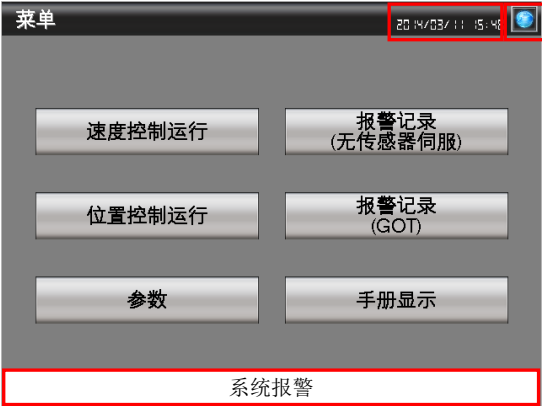 菜单
2014/03/11 15:48
速度控制运行
报警记录
(无传感器伺服)
位置控制运行
报警记录
(GOT)
参数
手册显示
系统报警